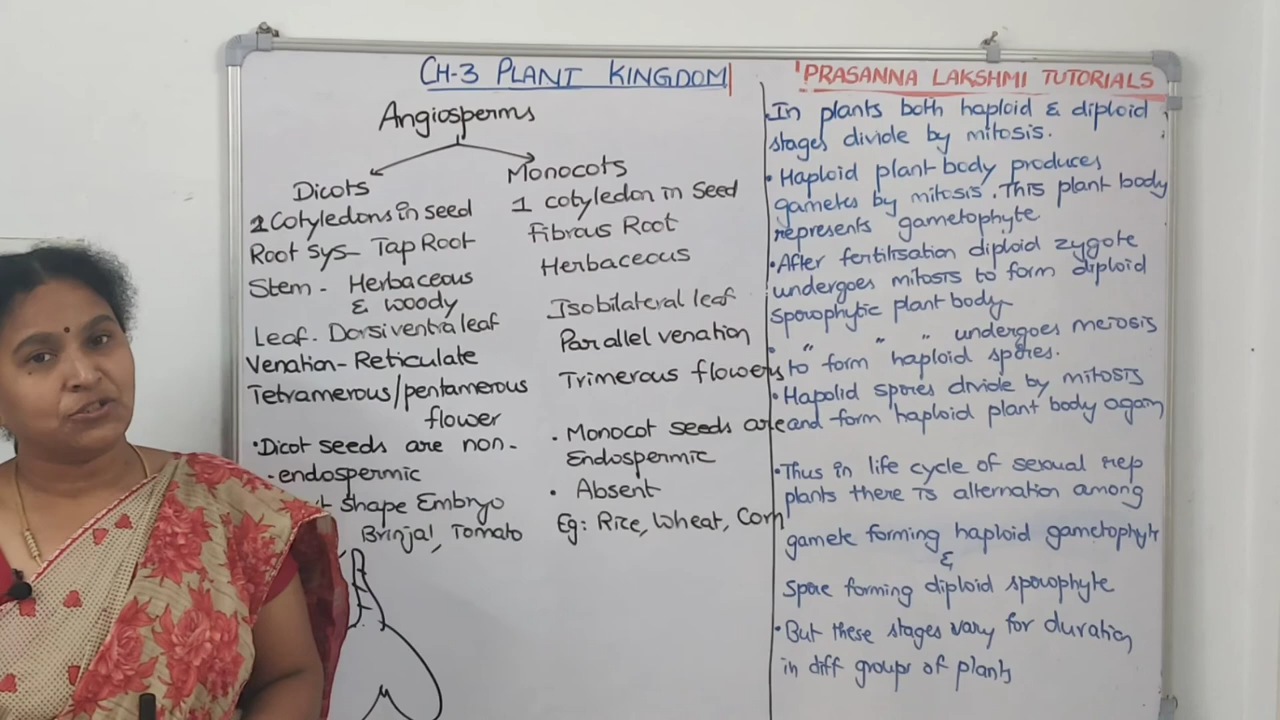 CH-3 PLANT KINGDOM
Angiosperms
Dicots
2 Cotyledons in seed
Root Sys- Tap Root
Stem - Herbaceous
& woody
Leaf - Dorsiventral leaf
Venation - Reticulate
Tetramerous/pentamerous
flower
• Dicot seeds are non-
-endospermic
Shape Embryo
Brinjal, Tomato
Monocots
1 cotyledon in Seed
Fibrous Root
Herbaceous
Isobilateral leaf
Parallel venation
Trimerous flowers
• Monocot seeds are
Endospermic
• Absent
Eg: Rice, Wheat, Corn
PRASANNA LAKSHMI TUTORIALS
In plants both haploid & diploid
stages divide by mitosis.
• Haploid plant body produces
gametes by mitosis. This plant body
represents gametophyte
• After fertilisation diploid zygote
undergoes mitosis to form diploid
Sporophytic plant body
• " " " undergoes meiosis
to form haploid spores.
• Hapolid spores divide by mitosis
and form haploid plant body again
• Thus in life cycle of sexual rep
plants there is alternation among
gamete forming haploid gametophyte
&
Spore forming diploid sporophyte
• But these stages vary for duration
in diff groups of plants